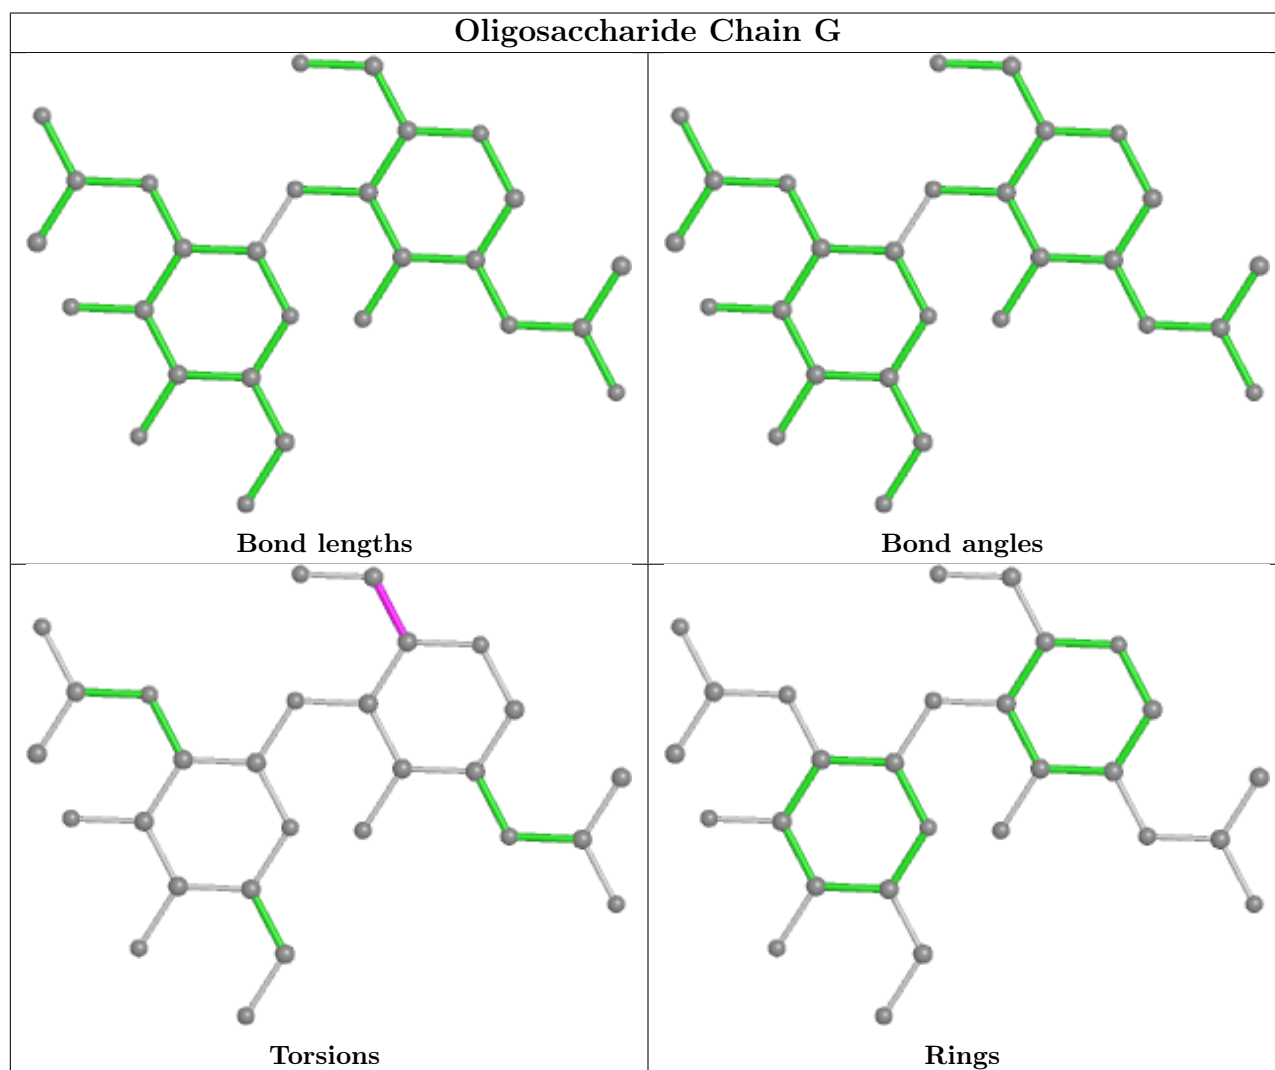 Oligosaccharide Chain G
Bond lengths
Bond angles
Torsions
Rings